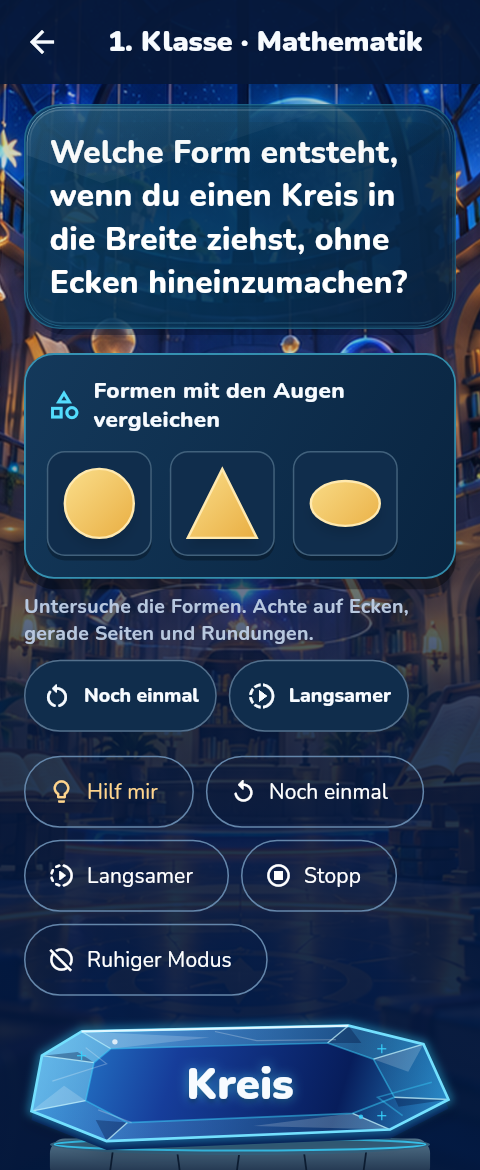 1. Klasse · Mathematik
Welche Form entsteht,
wenn du einen Kreis in
die Breite ziehst, ohne
Ecken hineinzumachen?
Formen mit den Augen
vergleichen
Untersuche die Formen. Achte auf Ecken,
gerade Seiten und Rundungen.
Noch einmal
Langsamer
Hilf mir
Noch einmal
Langsamer
Stopp
Ruhiger Modus
Kreis